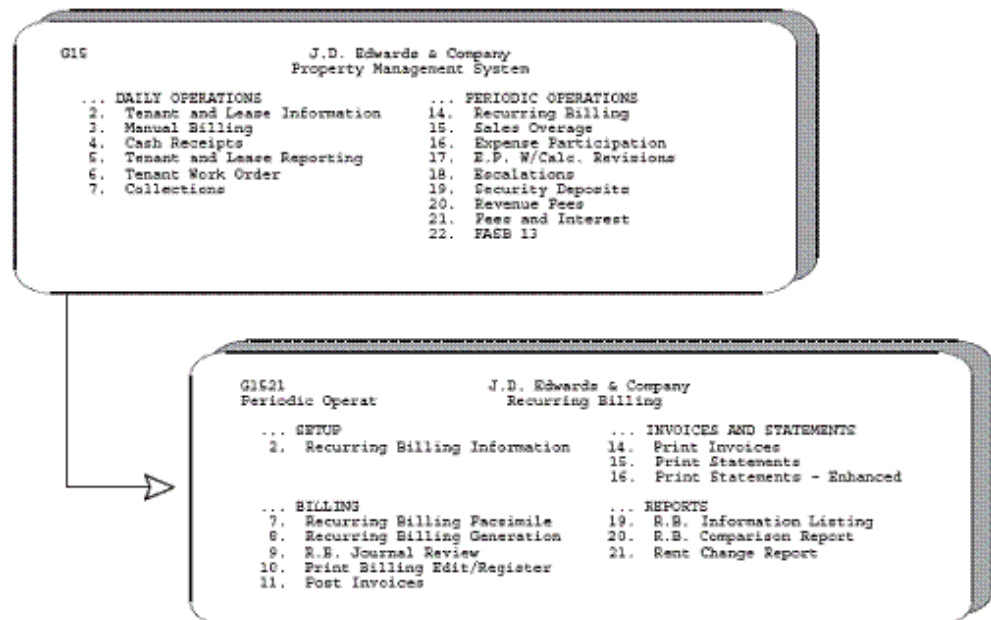 G15 J.D. Edwards & Company
Property Management System
... DAILY OPERATIONS ... PERIODIC OPERATIONS
2. Tenant and Lease Information 14. Recurring Billing
3. Manual Billing 15. Sales Overage
4. Cash Receipts 16. Expense Participation
5. Tenant and Lease Reporting 17. E.P. W/Calc. Revisions
6. Tenant Work Order 18. Escalations
7. Collections 19. Security Deposits
20. Revenue Fees
21. Fees and Interest
22. FASB 13
G1521 J.D. Edwards & Company
Periodic Operat Recurring Billing
... SETUP ... INVOICES AND STATEMENTS
2. Recurring Billing Information 14. Print Invoices
15. Print Statements
16. Print Statements - Enhanced
... BILLING ... REPORTS
7. Recurring Billing Facsimile 19. R.B. Information Listing
8. Recurring Billing Generation 20. R.B. Comparison Report
9. R.B. Journal Review 21. Rent Change Report
10. Print Billing Edit/Register
11. Post Invoices